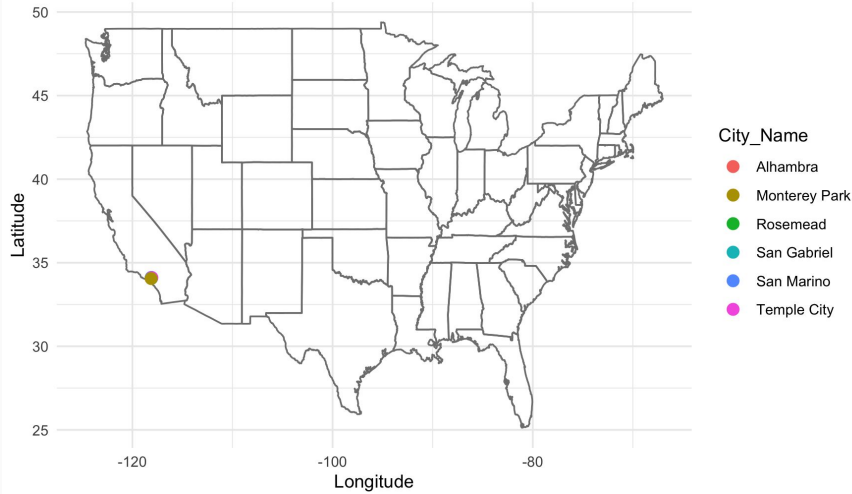 50
45
40
35
30
25
Latitude
-120
-100
-80
Longitude
City_Name
Alhambra
Monterey Park
Rosemead
San Gabriel
San Marino
Temple City